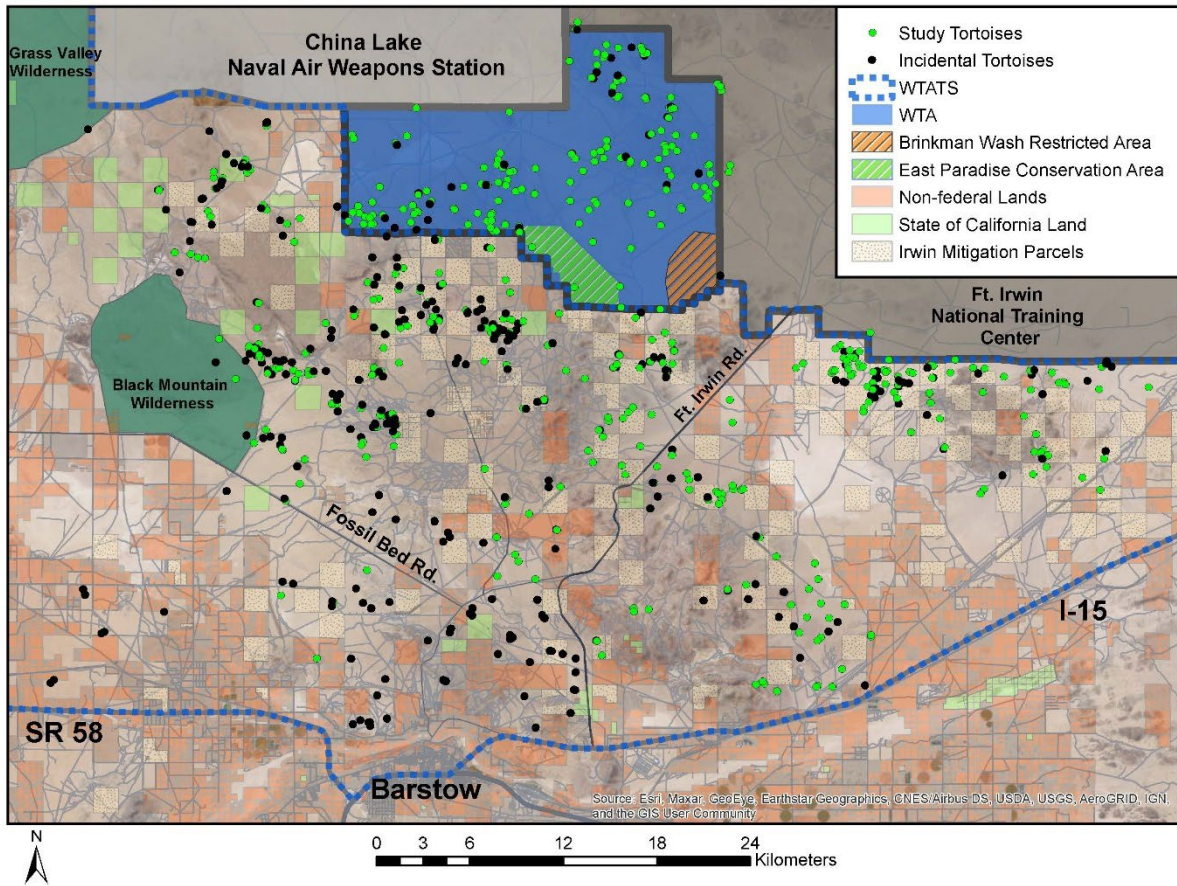 Grass Valley
Wilderness
China Lake
Naval Air Weapons Station
Study Tortoises
Incidental Tortoises
WTATS
WTA
Brinkman Wash Restricted Area
East Paradise Conservation Area
Non-federal Lands
State of California Land
Irwin Mitigation Parcels
Ft. Irwin
National Training
Center
Black Mountain
Wilderness
Ft. Irwin Rd.
Fossil Bed Rd.
I-15
SR 58
Barstow
Source: Esri, Maxar, GeoEye, Earthstar Geographics, CNES/Airbus DS, USDA, USGS, AeroGRID, IGN,
and the GIS User Community
N
0 3 6 12 18 24
Kilometers